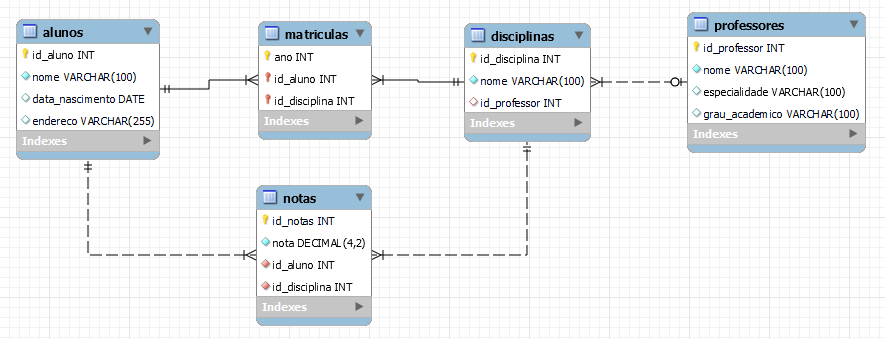 alunos
id_aluno INT
nome VARCHAR(100)
data_nascimento DATE
endereco VARCHAR(255)
Indexes
matriculas
ano INT
id_aluno INT
id_disciplina INT
Indexes
disciplinas
id_disciplina INT
nome VARCHAR(100)
id_professor INT
Indexes
professores
id_professor INT
nome VARCHAR(100)
especialidade VARCHAR(100)
grau_academico VARCHAR(100)
Indexes
notas
id_notas INT
nota DECIMAL(4,2)
id_aluno INT
id_disciplina INT
Indexes